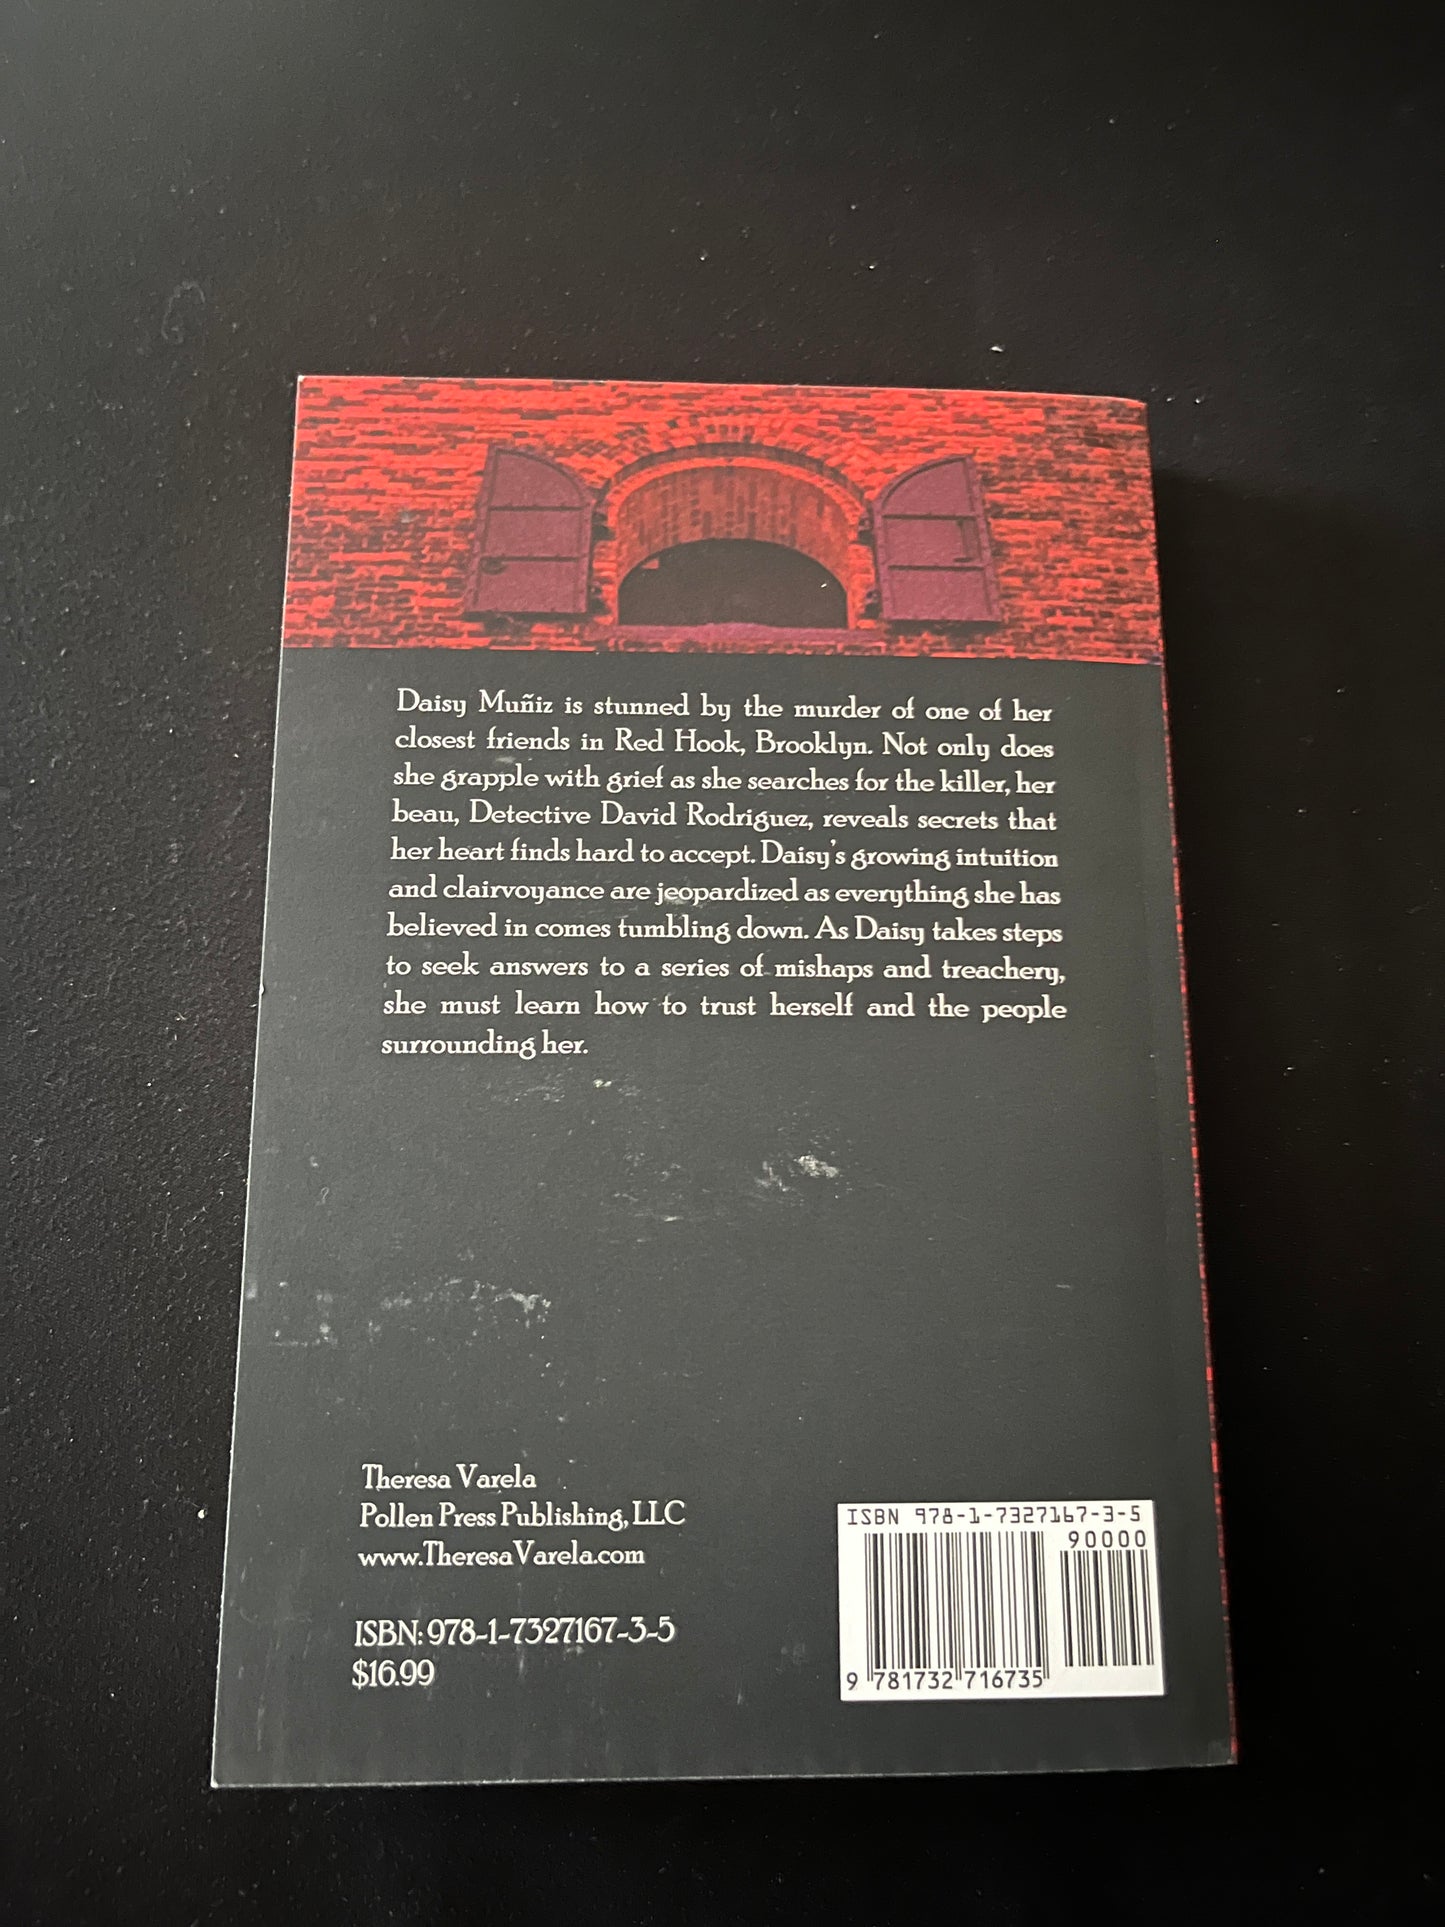 Daisy Muñiz is stunned by the murder of one of her
closest friends in Red Hook, Brooklyn. Not only does
she grapple with grief as she searches for the killer, her
beau, Detective David Rodriguez, reveals secrets that
her heart finds hard to accept. Daisy's growing intuition
and clairvoyance are jeopardized as everything she has
believed in comes tumbling down. As Daisy takes steps
to seek answers to a series of mishaps and treachery,
she must learn how to trust herself and the people
surrounding her.
Theresa Varela
Pollen Press Publishing, LLC
www.TheresaVarela.com
ISBN: 978-1-7327167-3-5
$16.99
ISBN 978-1-7327167-3-5
90000
9 781732 716735